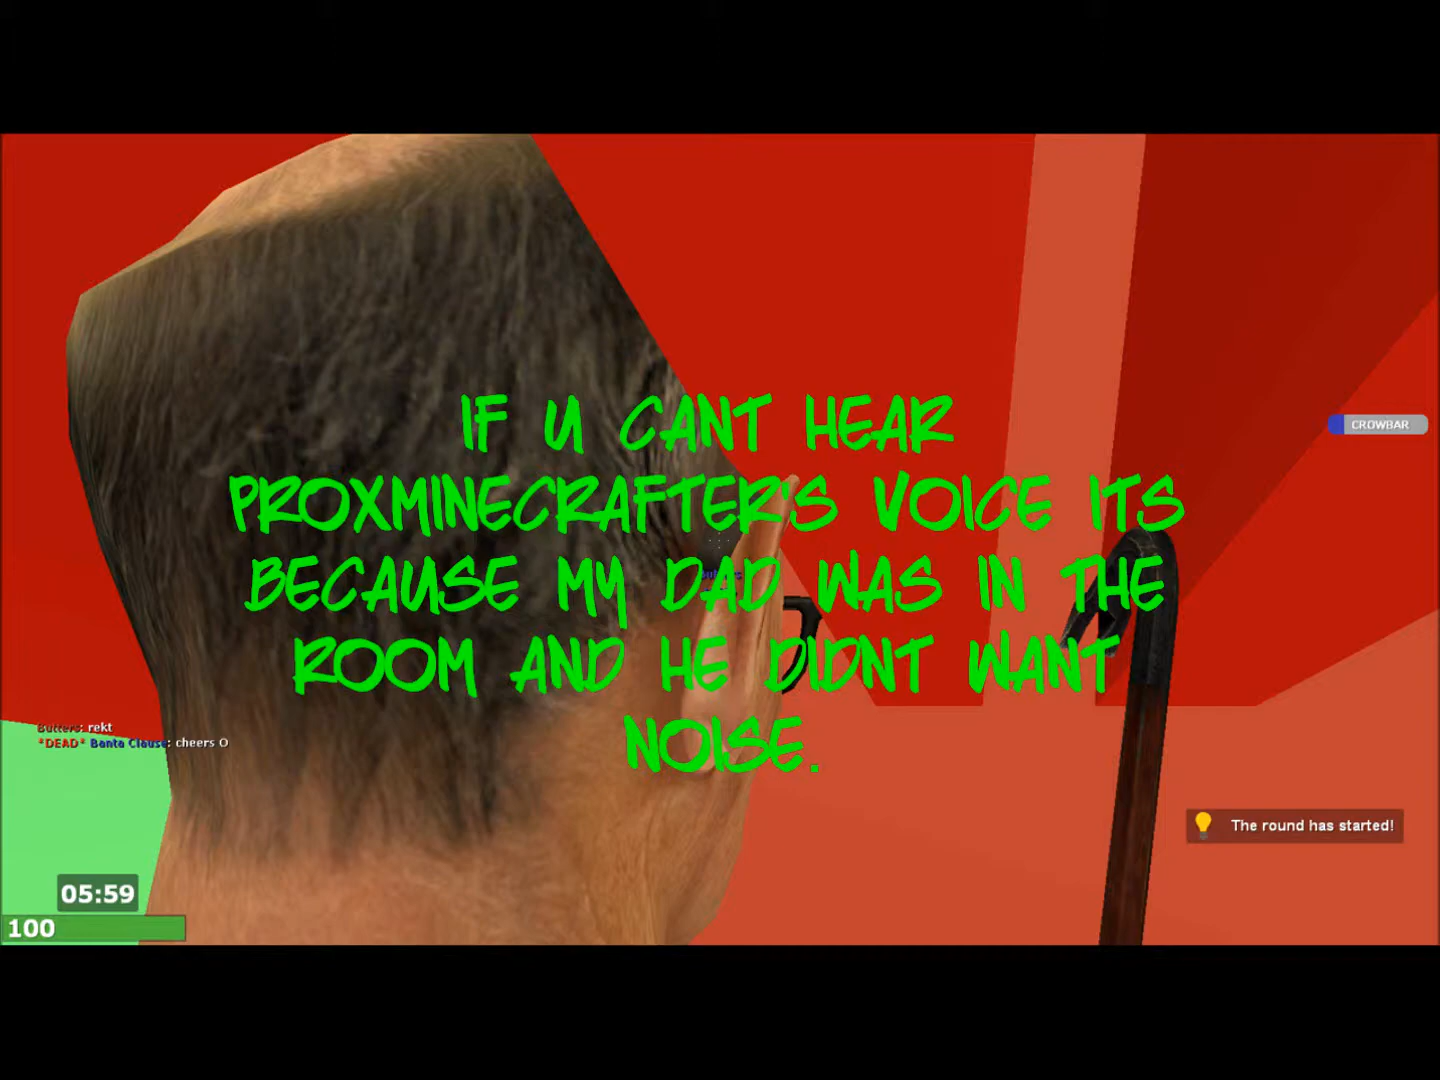 IF U CANT HEAR
PROXMINECRAFTER'S VOICE ITS
BECAUSE MY DAD WAS IN THE
ROOM AND HE DIDNT WANT
NOISE.
CROWBAR
Butters: rekt
*DEAD* Banta Clause: cheers O
The round has started!
05:59
100